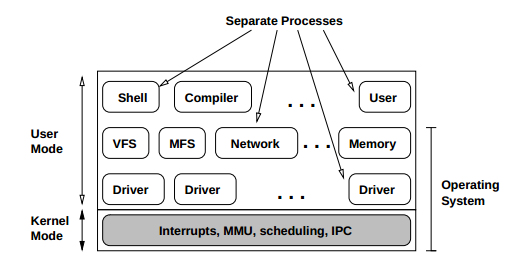 Separate Processes
Shell
Compiler
. . .
User
User
Mode
VFS
MFS
Network
. . .
Memory
Driver
Driver
. . .
Driver
Operating
System
Kernel
Mode
Interrupts, MMU, scheduling, IPC